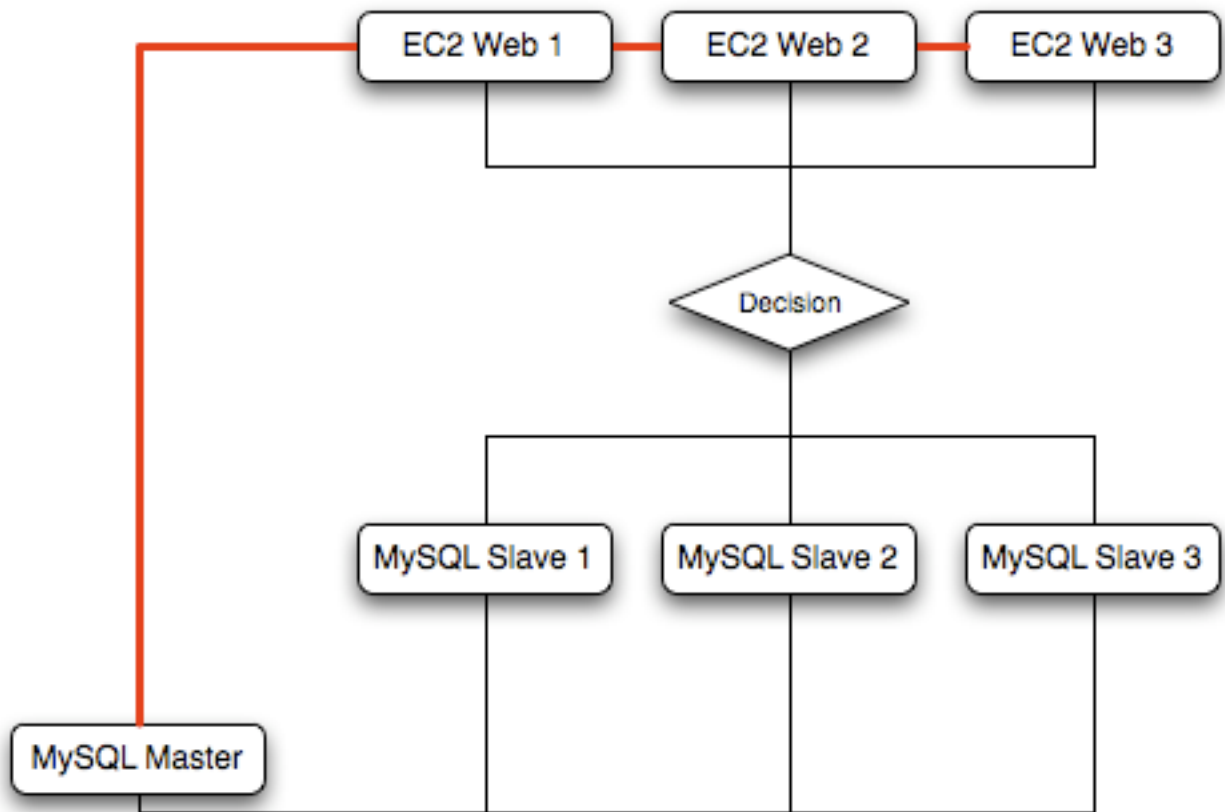 EC2 Web 1
EC2 Web 2
EC2 Web 3
Decision
MySQL Slave 1
MySQL Slave 2
MySQL Slave 3
MySQL Master